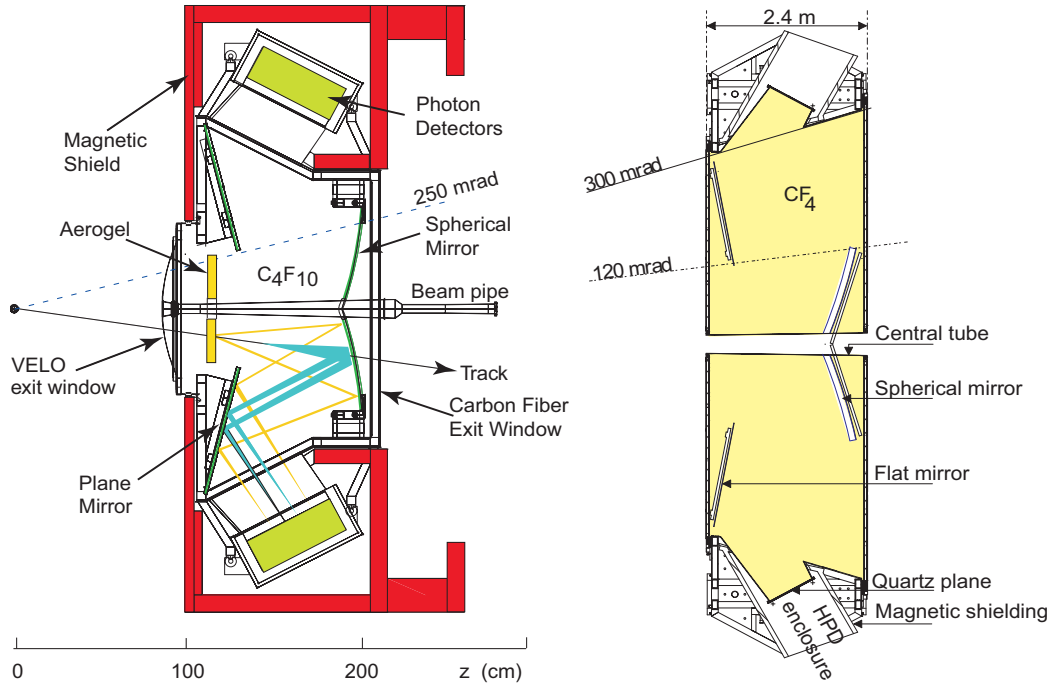 Magnetic
Shield
Photon
Detectors
250 mrad
Aerogel
Spherical
Mirror
C4F10
Beam pipe
VELO
exit window
Track
Carbon Fiber
Exit Window
Plane
Mirror
0
100
200
z (cm)
2.4 m
300 mrad
CF4
120 mrad
Central tube
Spherical mirror
Flat mirror
Quartz plane
Magnetic shielding
HPD
enclosure